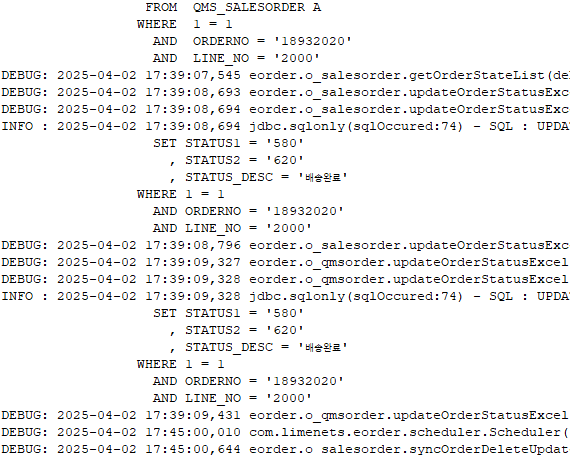 FROM  QMS_SALESORDER A
WHERE  1 = 1
AND  ORDERNO = '18932020'
AND  LINE_NO = '2000'
DEBUG: 2025-04-02 17:39:07,545 eorder.o_salesorder.getOrderStateList(de
DEBUG: 2025-04-02 17:39:08,693 eorder.o_salesorder.updateOrderStatusExc
DEBUG: 2025-04-02 17:39:08,694 eorder.o_salesorder.updateOrderStatusExc
INFO : 2025-04-02 17:39:08,694 jdbc.sqlonly(sqlOccured:74) - SQL : UPDA
SET STATUS1 = '580'
, STATUS2 = '620'
, STATUS_DESC = '배송완료'
WHERE 1 = 1
AND ORDERNO = '18932020'
AND LINE_NO = '2000'
DEBUG: 2025-04-02 17:39:08,796 eorder.o_salesorder.updateOrderStatusExc
DEBUG: 2025-04-02 17:39:09,327 eorder.o_qmsorder.updateOrderStatusExcel
DEBUG: 2025-04-02 17:39:09,328 eorder.o_qmsorder.updateOrderStatusExcel
INFO : 2025-04-02 17:39:09,328 jdbc.sqlonly(sqlOccured:74) - SQL : UPDA
SET STATUS1 = '580'
, STATUS2 = '620'
, STATUS_DESC = '배송완료'
WHERE 1 = 1
AND ORDERNO = '18932020'
AND LINE_NO = '2000'
DEBUG: 2025-04-02 17:39:09,431 eorder.o_qmsorder.updateOrderStatusExcel
DEBUG: 2025-04-02 17:45:00,010 com.limenets.eorder.scheduler.Scheduler(
DEBUG: 2025-04-02 17:45:00,644 eorder.o_salesorder.syncOrderDeleteUpdat